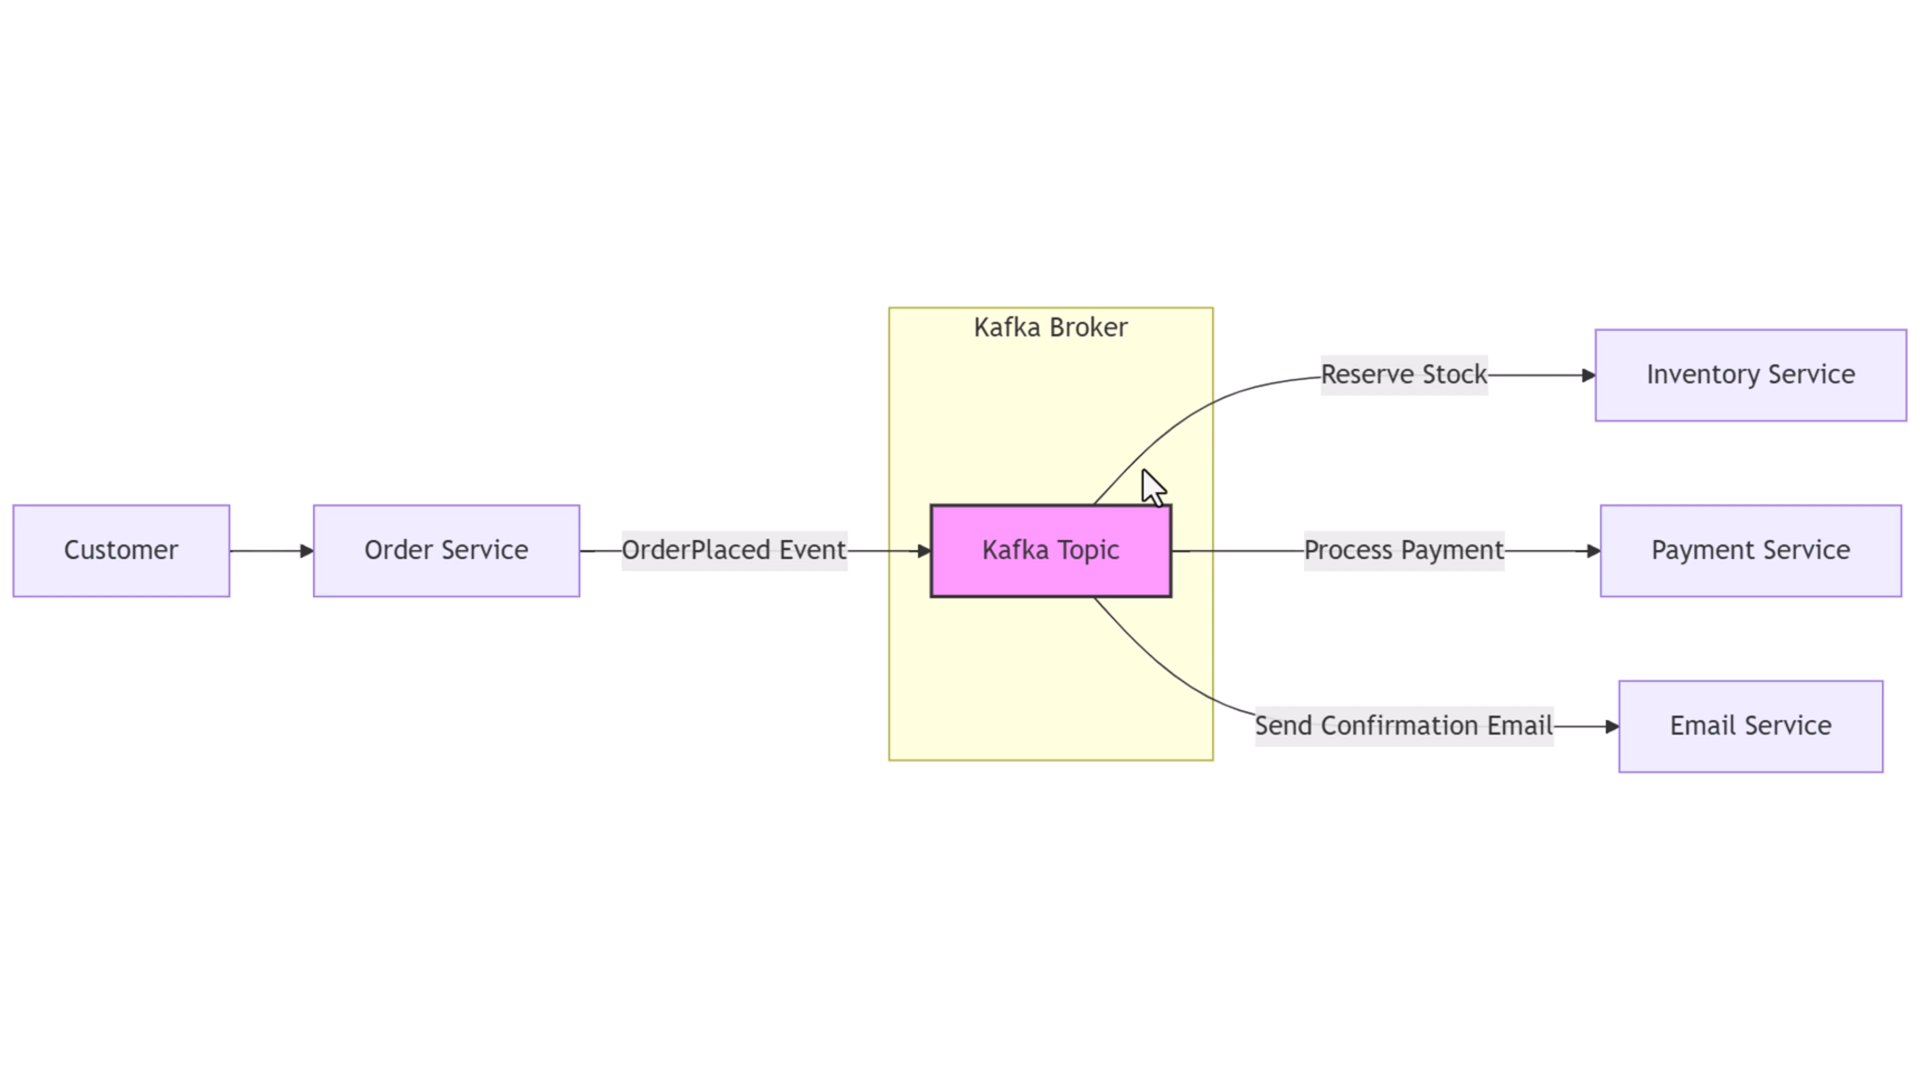 Kafka Broker
Reserve Stock
Inventory Service
Customer
Order Service
OrderPlaced Event
Kafka Topic
Process Payment
Payment Service
Send Confirmation Email
Email Service